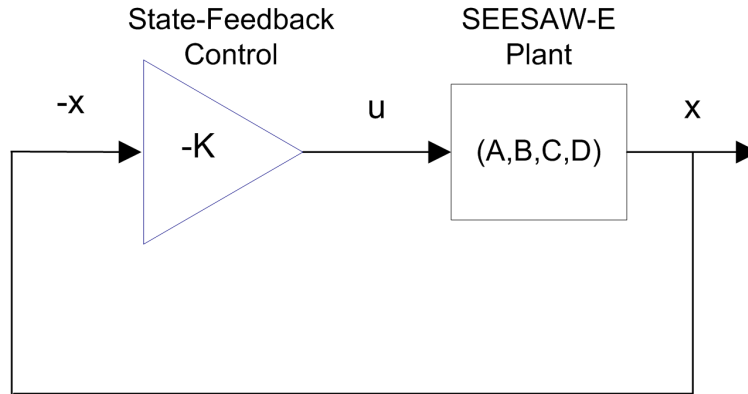 State-Feedback
Control
SEESAW-E
Plant
-x
-K
u
(A,B,C,D)
x